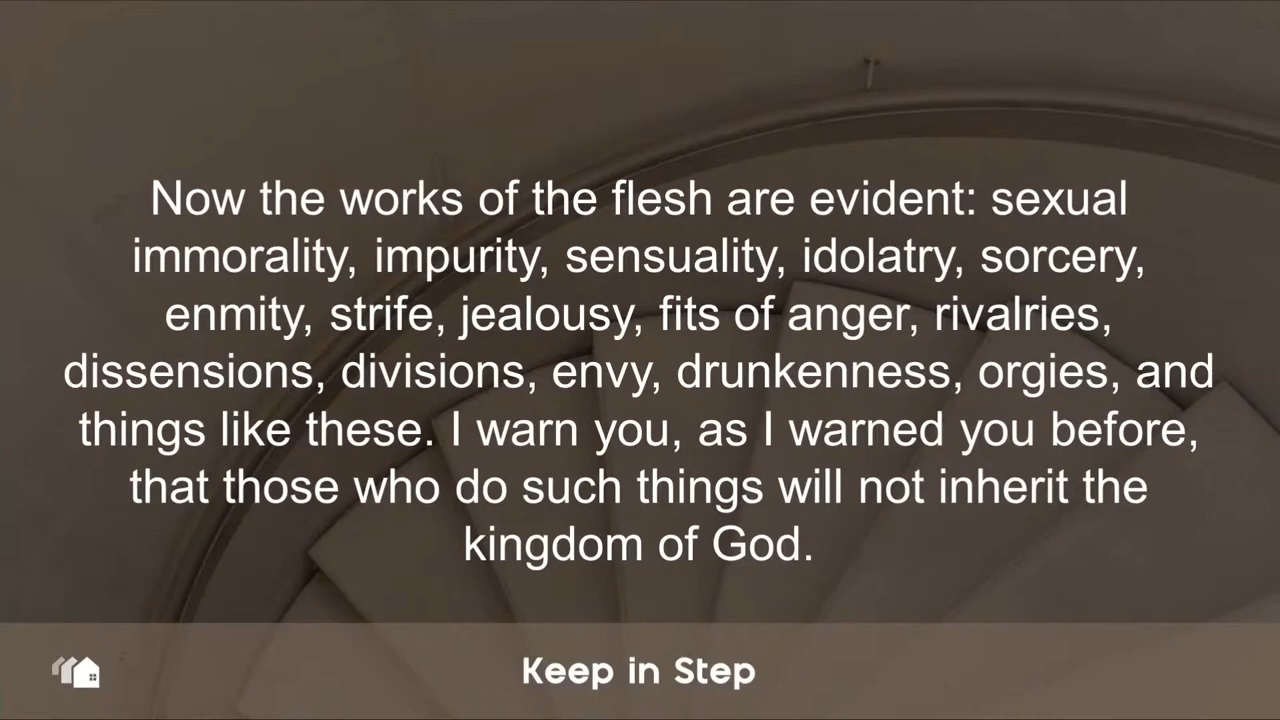 Now the works of the flesh are evident: sexual
immorality, impurity, sensuality, idolatry, sorcery,
enmity, strife, jealousy, fits of anger, rivalries,
dissensions, divisions, envy, drunkenness, orgies, and
things like these. I warn you, as I warned you before,
that those who do such things will not inherit the
kingdom of God.
Keep in Step